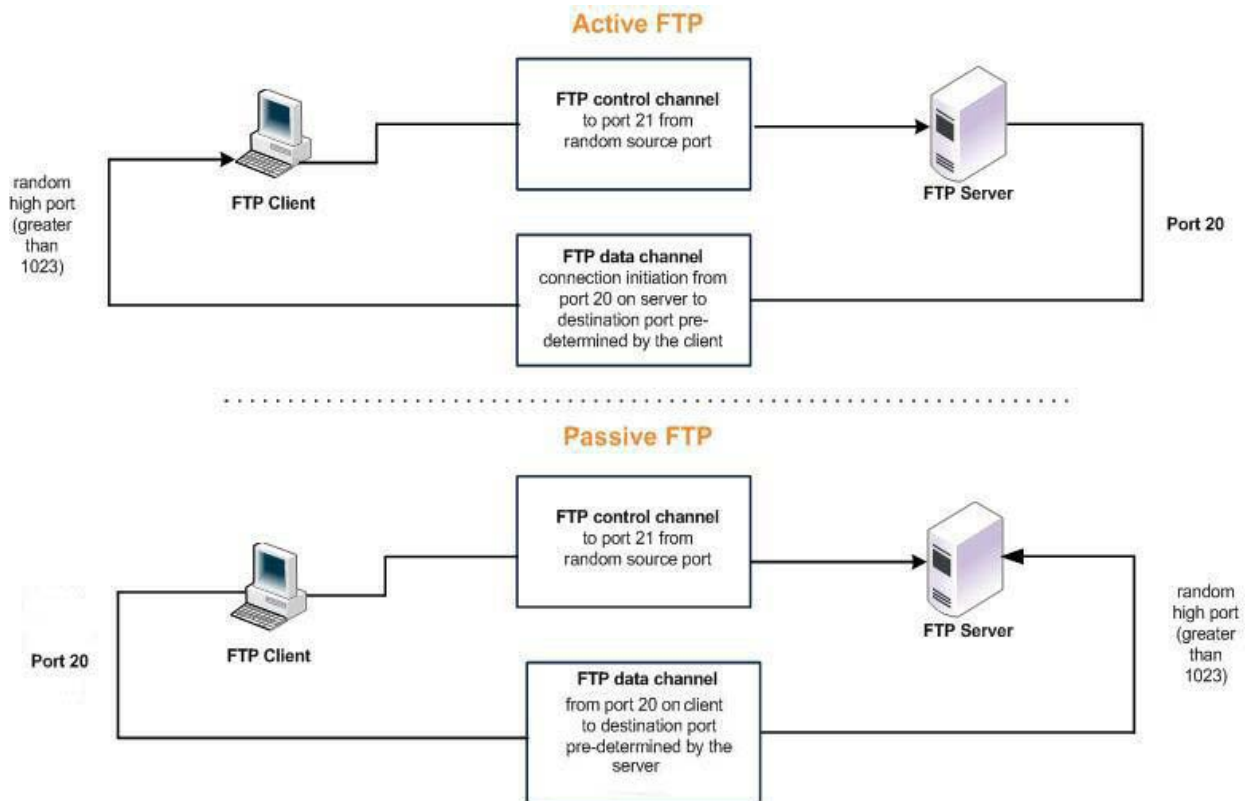 Active FTP
FTP control channel
to port 21 from
random source port
FTP Client
FTP Server
random
high port
(greater
than
1023)
Port 20
FTP data channel
connection initiation from
port 20 on server to
destination port pre-
determined by the client
Passive FTP
FTP control channel
to port 21 from
random source port
FTP Client
FTP Server
Port 20
random
high port
(greater
than
1023)
FTP data channel
from port 20 on client
to destination port
pre-determined by the
server